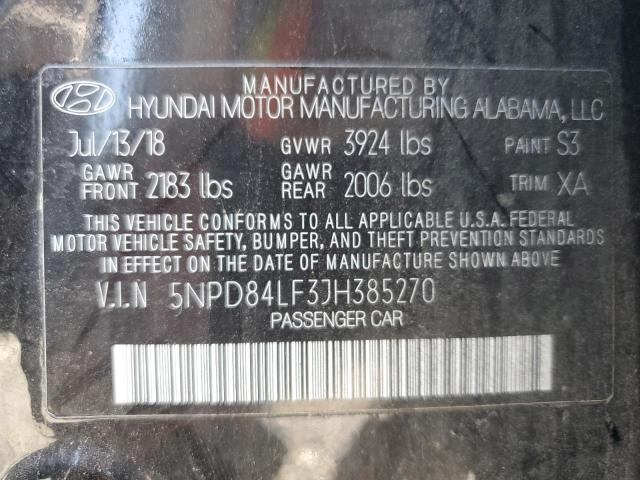 MANUFACTURED BY
HYUNDAI MOTOR MANUFACTURING ALABAMA, LLC
Jul/13/18 GVWR 3924 lbs PAINT S3
GAWR FRONT 2183 lbs GAWR REAR 2006 lbs TRIM XA
THIS VEHICLE CONFORMS TO ALL APPLICABLE U.S.A. FEDERAL
MOTOR VEHICLE SAFETY, BUMPER, AND THEFT PREVENTION STANDARDS
IN EFFECT ON THE DATE OF MANUFACTURE SHOWN ABOVE.
V.I.N 5NPD84LF3JH385270
PASSENGER CAR